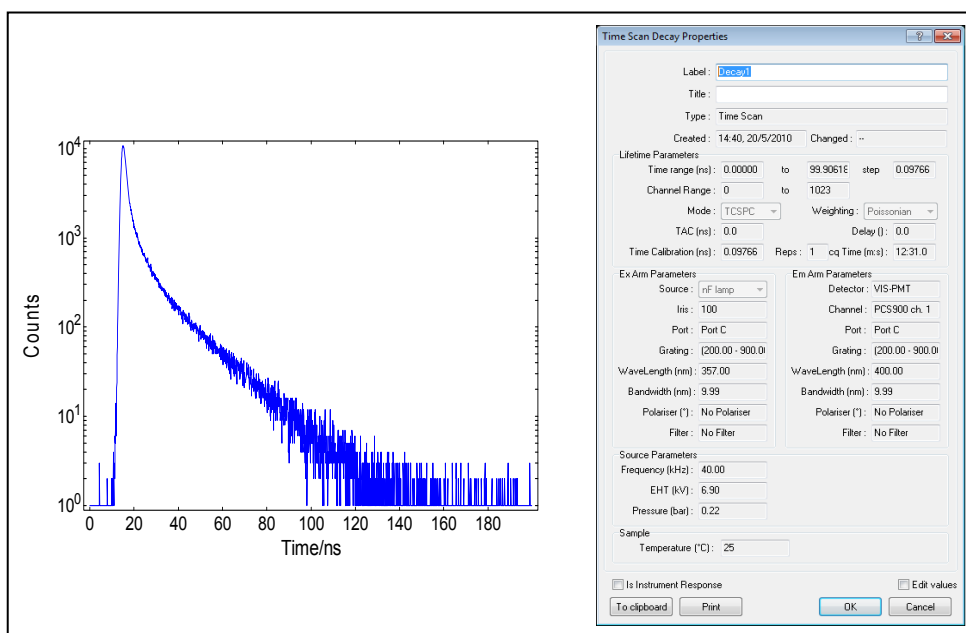 Counts
10⁴
10³
10²
10¹
10⁰
0 20 40 60 80 100 120 140 160 180
Time/ns
Time Scan Decay Properties
Label : Decay1
Title :
Type : Time Scan
Created : 14:40, 20/5/2010 Changed : --
Lifetime Parameters
Time range (ns) : 0.00000 to 99.90618 step 0.09766
Channel Range : 0 to 1023
Mode : TCSPC Weighting : Poissonian
TAC (ns) : 0.0 Delay () : 0.0
Time Calibration (ns) : 0.09766 Reps : 1 cq Time (m:s) : 12:31.0
Ex Arm Parameters
Source : nF lamp
Iris : 100
Port : Port C
Grating : (200.00 - 900.0(
WaveLength (nm) : 357.00
Bandwidth (nm) : 9.99
Polariser (°) : No Polariser
Filter : No Filter
Em Arm Parameters
Detector : VIS-PMT
Channel : PCS900 ch. 1
Port : Port C
Grating : (200.00 - 900.0(
WaveLength (nm) : 400.00
Bandwidth (nm) : 9.99
Polariser (°) : No Polariser
Filter : No Filter
Source Parameters
Frequency (kHz) : 40.00
EHT (kV) : 6.90
Pressure (bar) : 0.22
Sample
Temperature (°C) : 25
Is Instrument Response Edit values
To clipboard Print OK Cancel